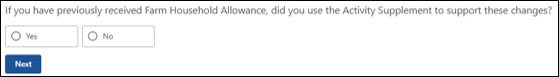 If you have previously received Farm Household Allowance, did you use the Activity Supplement to support these changes?
Yes
No
Next